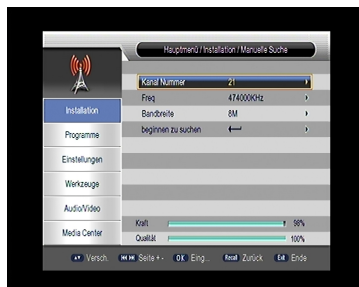 Hauptmenü / Installation / Manuelle Suche
Kanal Nummer 21
Freq 474000KHz
Bandbreite 8M
beginnen zu suchen
Installation
Programme
Einstellungen
Werkzeuge
Audio/Video
Media Center
Kraft 98%
Qualität 100%
Versch. Seite + - OK Eing... Recall Zurück Exit Ende